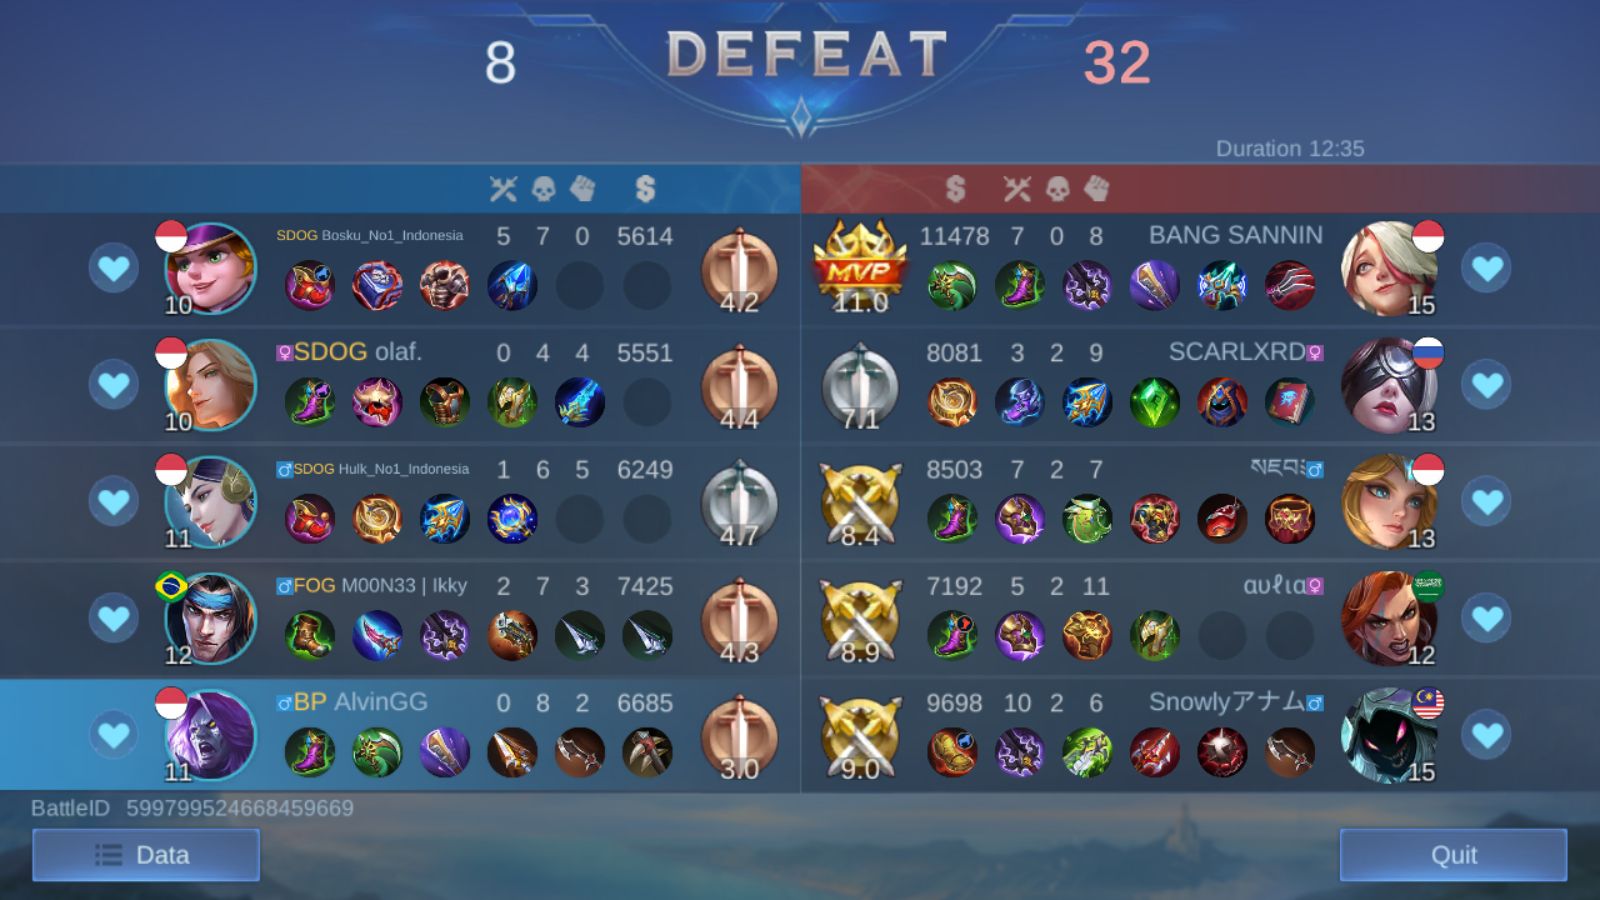 8 DEFEAT 32
Duration 12:35
SDOG Bosku_No1_Indonesia 5 7 0 5614
10 4.2
MVP 11.0 11478 7 0 8 BANG SANNIN
15
SDOG olaf. 0 4 4 5551
10 4.4
7.1 8081 3 2 9 SCARLXRD
13
SDOG Hulk_No1_Indonesia 1 6 5 6249
11 4.7
8.4 8503 7 2 7
13
FOG M00N33 | Ikky 2 7 3 7425
12 4.3
8.9 7192 5 2 11 αυℓια
12
BP AlvinGG 0 8 2 6685
11 3.0
9.0 9698 10 2 6 Snowlyアナム
15
BattleID 599799524668459669
Data
Quit